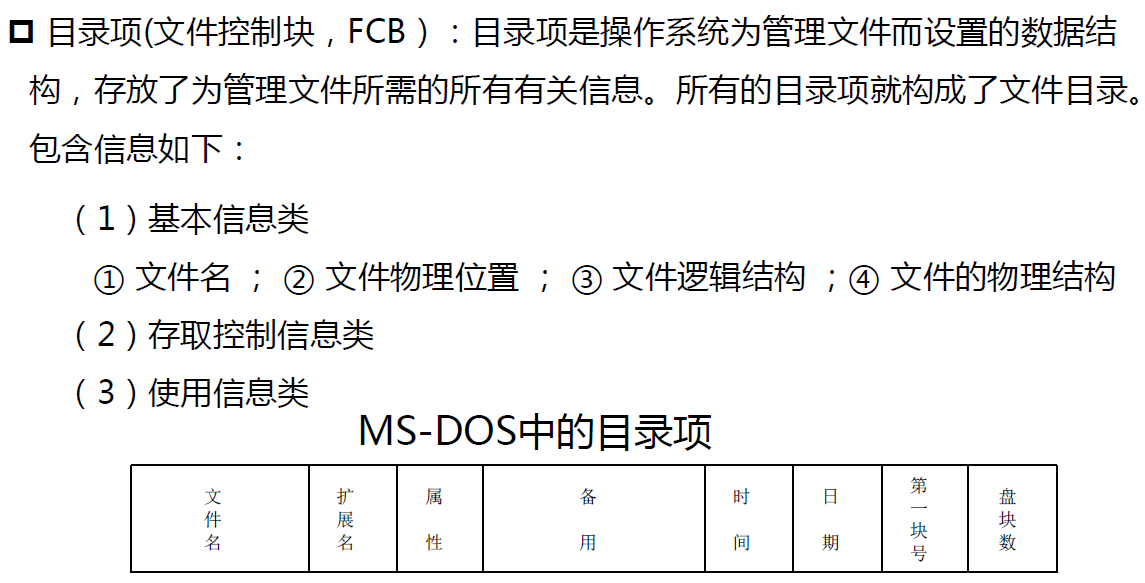 目录项(文件控制块，FCB）：目录项是操作系统为管理文件而设置的数据结
构，存放了为管理文件所需的所有有关信息。所有的目录项就构成了文件目录。
包含信息如下：
（1）基本信息类
① 文件名 ； ② 文件物理位置 ； ③ 文件逻辑结构 ；④ 文件的物理结构
（2）存取控制信息类
（3）使用信息类
MS-DOS中的目录项
文件名
扩展名
属性
备用
时间
日期
第一块号
盘块数